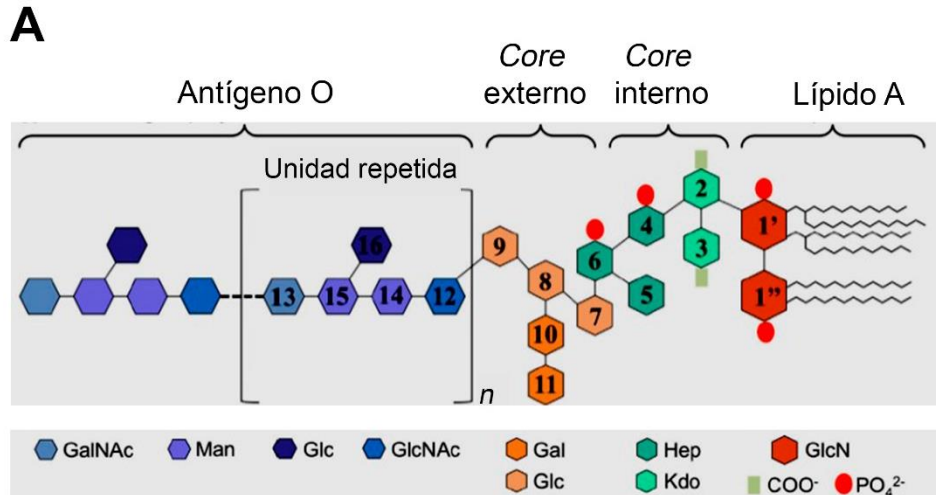 A
Antígeno O
Core
externo
Core
interno
Lípido A
Unidad repetida
16
13
15
14
12
n
9
8
7
10
11
6
5
4
2
3
1'
1”
GalNAc
Man
Glc
GlcNAc
Gal
Hep
GlcN
Glc
Kdo
COO-
PO₄²⁻